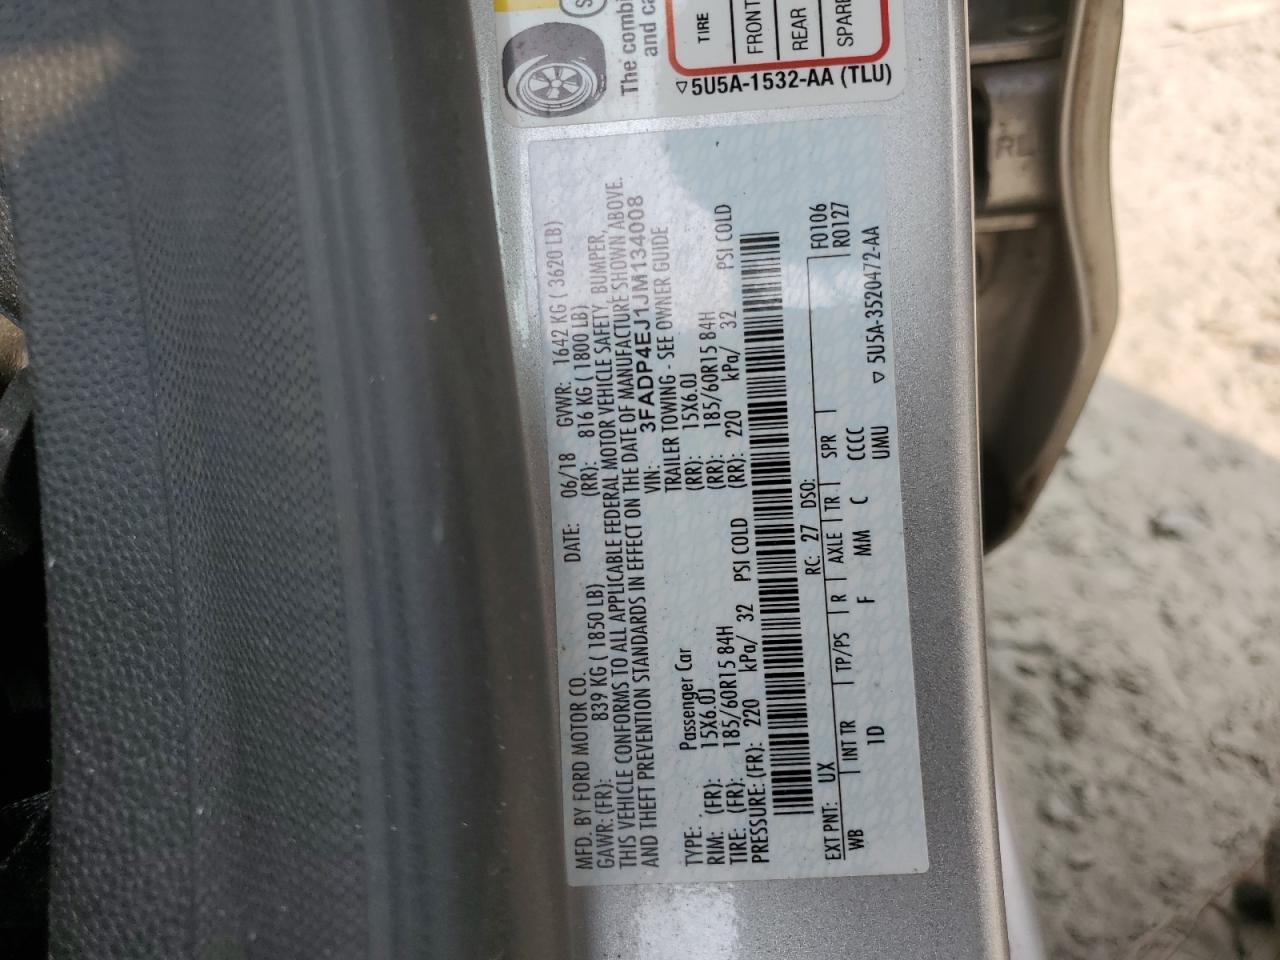 The combi
and ca
TIRE
FRONT
REAR
SPARE
5U5A-1532-AA (TLU)
RL
MFD. BY FORD MOTOR CO. DATE: 06/18 GVWR: 1642 KG ( 3620 LB)
GAWR: (FR): 839 KG ( 1850 LB) (RR): 816 KG ( 1800 LB)
THIS VEHICLE CONFORMS TO ALL APPLICABLE FEDERAL MOTOR VEHICLE SAFETY, BUMPER,
AND THEFT PREVENTION STANDARDS IN EFFECT ON THE DATE OF MANUFACTURE SHOWN ABOVE.
VIN: 3FADP4EJ1JM134008
TYPE: Passenger Car TRAILER TOWING - SEE OWNER GUIDE
RIM: (FR): 15X6.0J (RR): 15X6.0J
TIRE: (FR): 185/60R15 84H (RR): 185/60R15 84H
PRESSURE: (FR): 220 kPa/ 32 PSI COLD (RR): 220 kPa/ 32 PSI COLD
RC: 27 DSO: F0106
EXT PNT: UX R0127
WB INT TR TP/PS R AXLE TR SPR
1D F MM C CCCC
UMU
5U5A-3520472-AA